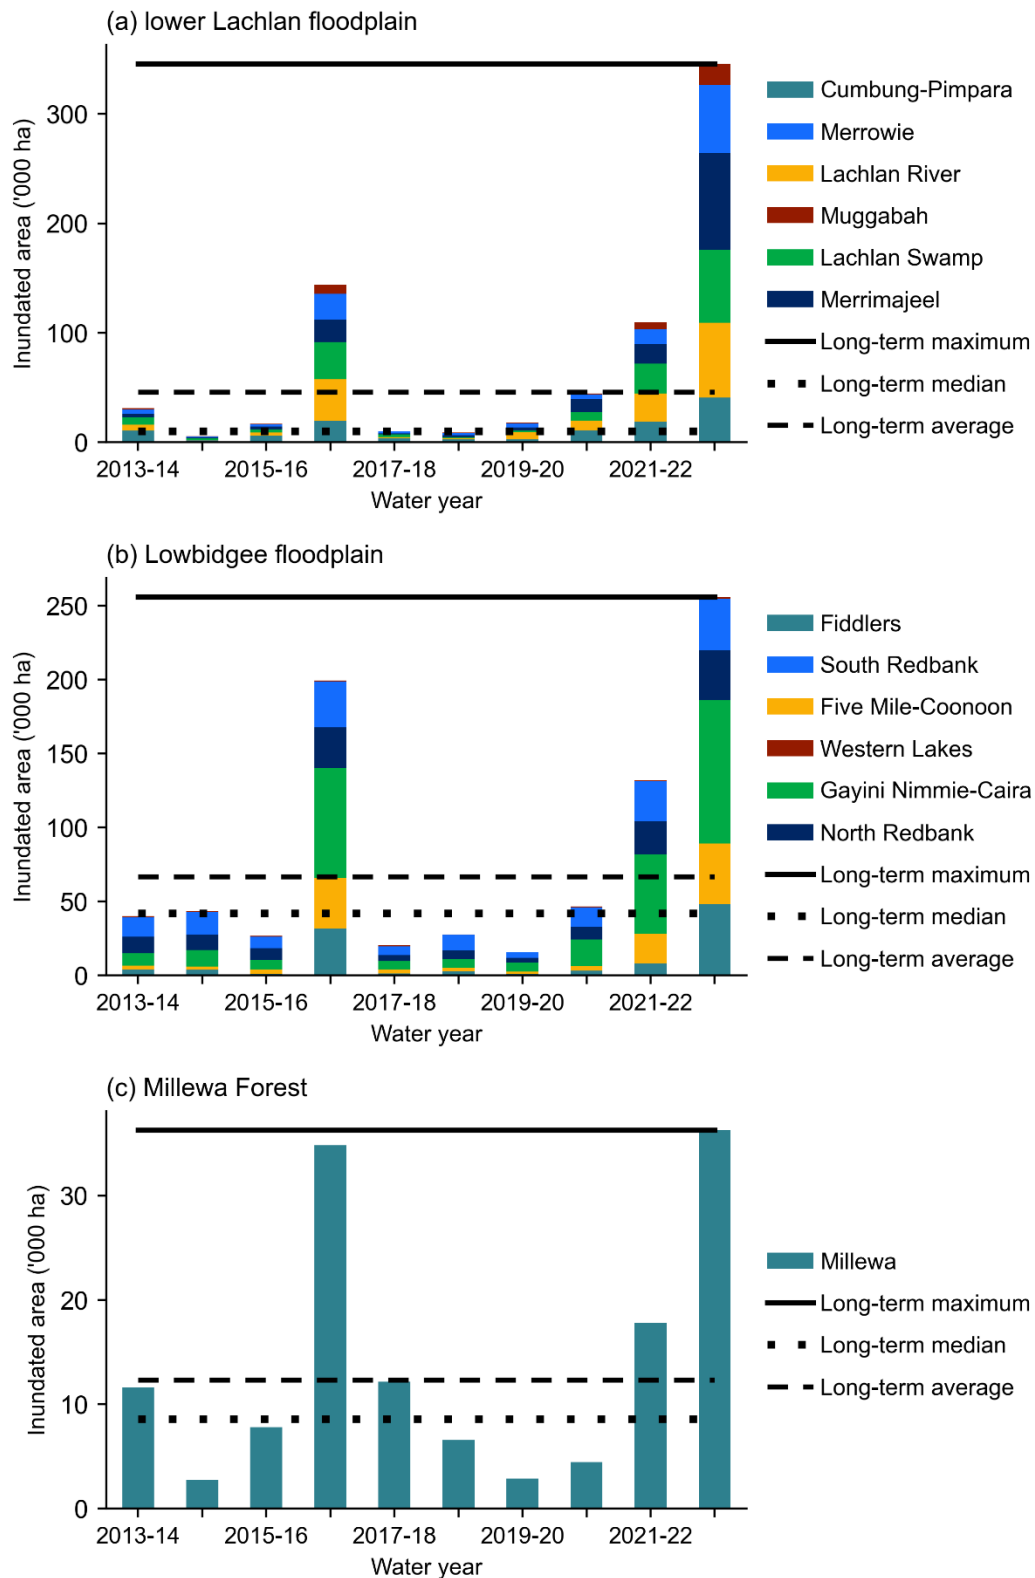 (a) lower Lachlan floodplain
Inundated area ('000 ha)
300
200
100
0
2013-14 2015-16 2017-18 2019-20 2021-22
Water year
Cumbung-Pimpara
Merrowie
Lachlan River
Muggabah
Lachlan Swamp
Merrimajeel
Long-term maximum
Long-term median
Long-term average
(b) Lowbidgee floodplain
Inundated area ('000 ha)
250
200
150
100
50
0
2013-14 2015-16 2017-18 2019-20 2021-22
Water year
Fiddlers
South Redbank
Five Mile-Coonoon
Western Lakes
Gayini Nimmie-Caira
North Redbank
Long-term maximum
Long-term median
Long-term average
(c) Millewa Forest
Inundated area ('000 ha)
30
20
10
0
2013-14 2015-16 2017-18 2019-20 2021-22
Water year
Millewa
Long-term maximum
Long-term median
Long-term average